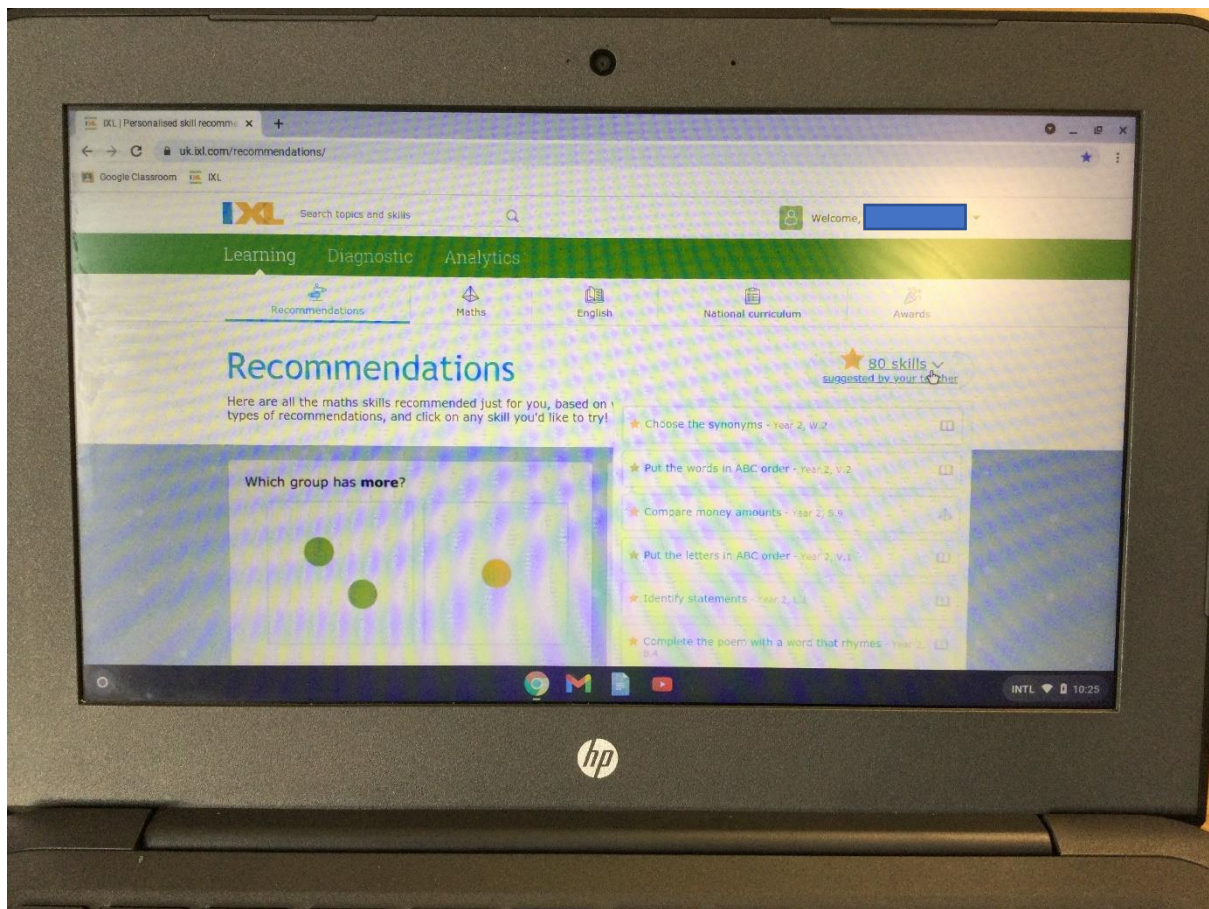 IXL | Personalised skill recomme
uk.ixl.com/recommendations/
Google Classroom IXL
IXL Search topics and skills Welcome,
Learning Diagnostic Analytics
Recommendations Maths English National curriculum Awards
Recommendations
80 skills
suggested by your teacher
Here are all the maths skills recommended just for you, based on
types of recommendations, and click on any skill you'd like to try!
Choose the synonyms - Year 2, W.2
Put the words in ABC order - Year 2, V.2
Compare money amounts - Year 2, S.9
Put the letters in ABC order - Year 2, V.1
Identify statements - Year 2,
Complete the poem with a word that rhymes - Year 2,
B.4
Which group has more?
INTL 10:25
hp